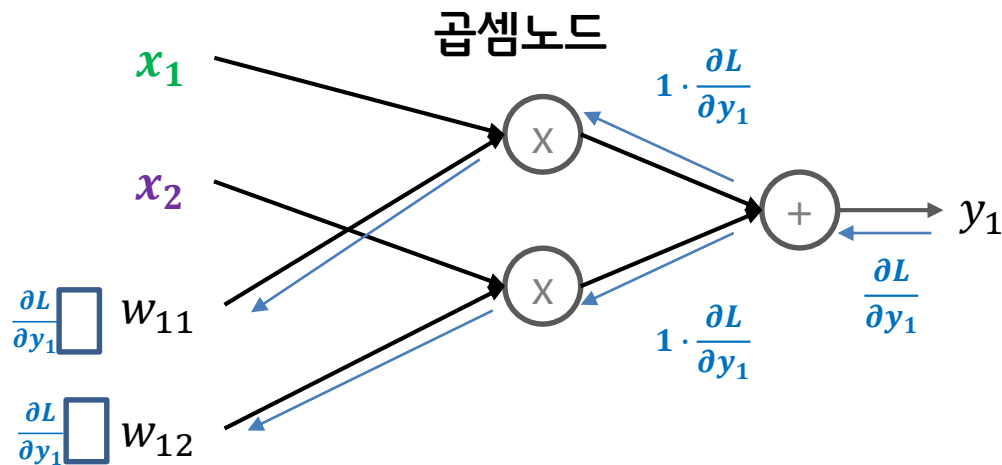 곱셈노드
x₁
1 · ∂L/∂y₁
x
x₂
+
y₁
x
∂L/∂y₁
∂L/∂y₁ □ w₁₁
1 · ∂L/∂y₁
∂L/∂y₁ □ w₁₂